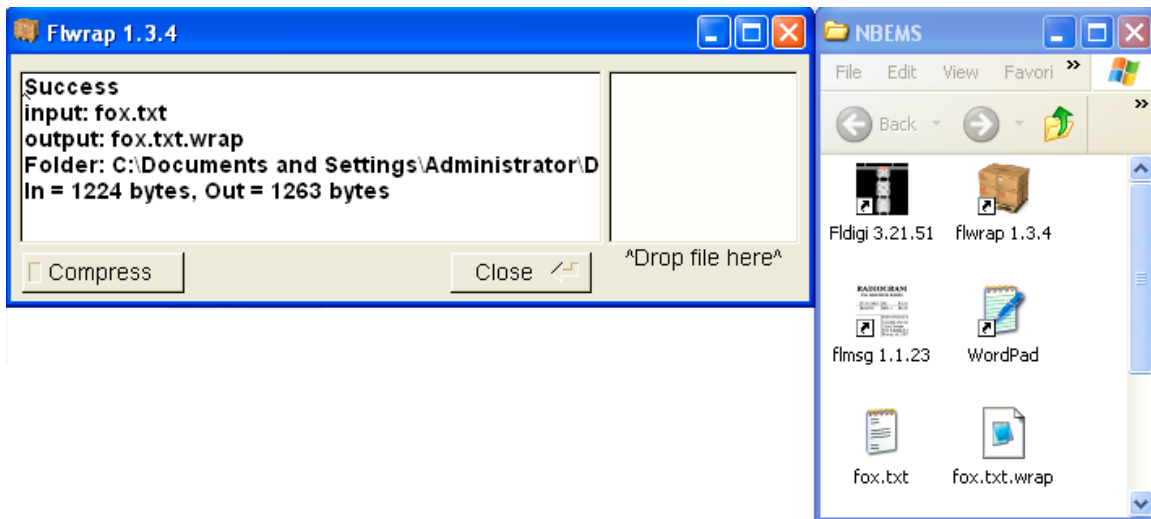 Flwrap 1.3.4
Success
input: fox.txt
output: fox.txt.wrap
Folder: C:\Documents and Settings\Administrator\D
In = 1224 bytes, Out = 1263 bytes
Compress
Close
^Drop file here^
NBEMS
File Edit View Favori »
Back »
Fldigi 3.21.51 flwrap 1.3.4
RADIOGRAM
flmsg 1.1.23 WordPad
fox.txt fox.txt.wrap